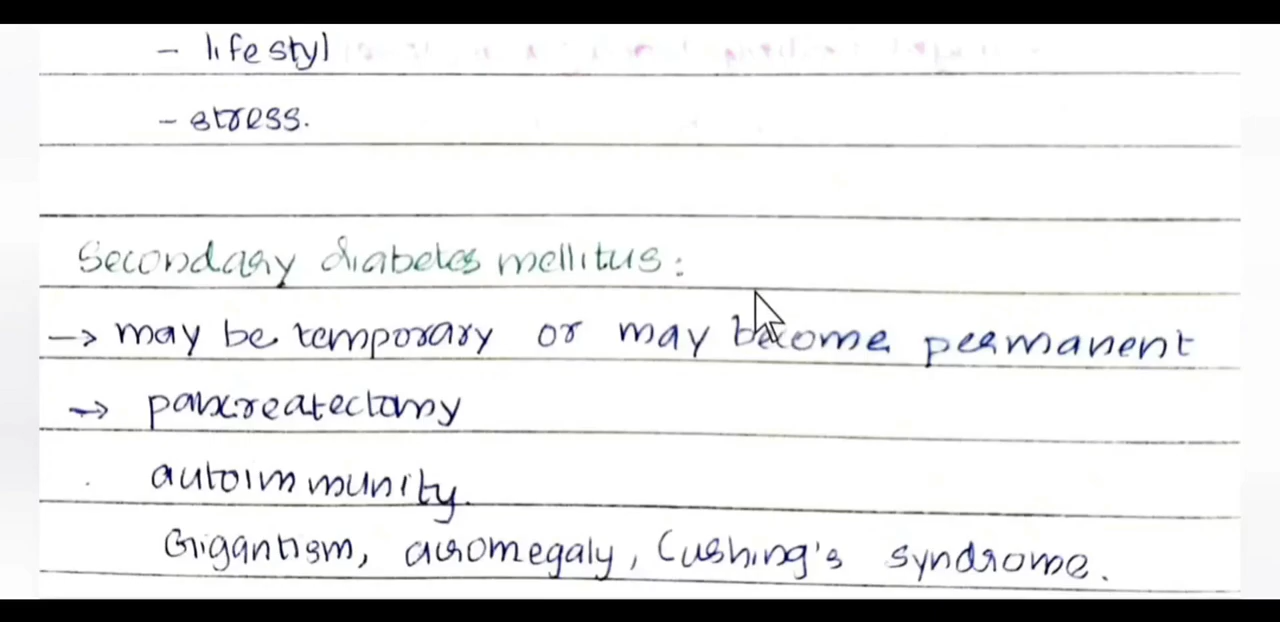 - lifestyl
- stress.
Secondary diabetes mellitus :
→ may be temporary or may become permanent
→ pancreatectomy
autoimmunity.
Gigantism, acromegaly, Cushing's syndrome.